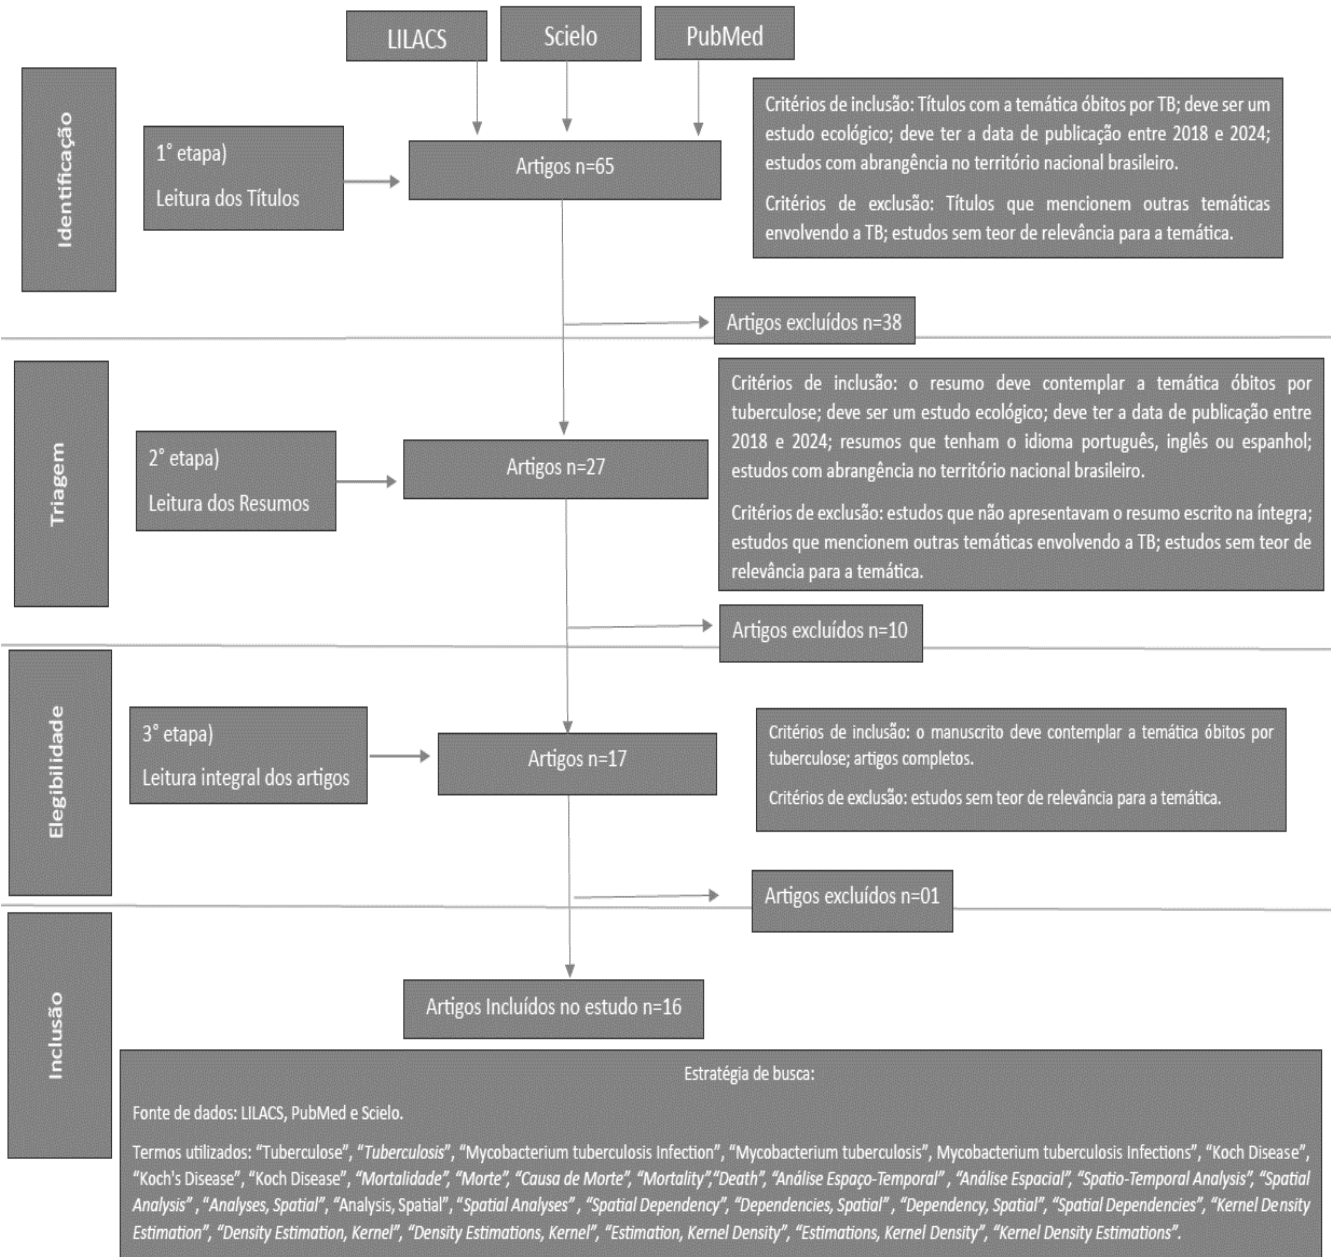 LILACS
Scielo
PubMed
Identificação
1° etapa)
Leitura dos Títulos
Artigos n=65
Critérios de inclusão: Títulos com a temática óbitos por TB; deve ser um
estudo ecológico; deve ter a data de publicação entre 2018 e 2024;
estudos com abrangência no território nacional brasileiro.
Critérios de exclusão: Títulos que mencionem outras temáticas
envolvendo a TB; estudos sem teor de relevância para a temática.
Artigos excluídos n=38
Triagem
2° etapa)
Leitura dos Resumos
Artigos n=27
Critérios de inclusão: o resumo deve contemplar a temática óbitos por
tuberculose; deve ser um estudo ecológico; deve ter a data de publicação entre
2018 e 2024; resumos que tenham o idioma português, inglês ou espanhol;
estudos com abrangência no território nacional brasileiro.
Critérios de exclusão: estudos que não apresentavam o resumo escrito na íntegra;
estudos que mencionem outras temáticas envolvendo a TB; estudos sem teor de
relevância para a temática.
Artigos excluídos n=10
Elegibilidade
3° etapa)
Leitura integral dos artigos
Artigos n=17
Critérios de inclusão: o manuscrito deve contemplar a temática óbitos por
tuberculose; artigos completos.
Critérios de exclusão: estudos sem teor de relevância para a temática.
Artigos excluídos n=01
Inclusão
Artigos Incluídos no estudo n=16
Estratégia de busca:
Fonte de dados: LILACS, PubMed e Scielo.
Termos utilizados: “Tuberculose”, “Tuberculosis”, “Mycobacterium tuberculosis Infection”, “Mycobacterium tuberculosis”, Mycobacterium tuberculosis Infections”, “Koch Disease”,
“Koch's Disease”, “Koch Disease”, “Mortalidade”, “Morte”, “Causa de Morte”, “Mortality”,“Death”, “Análise Espaço-Temporal” , “Análise Espacial”, “Spatio-Temporal Analysis”, “Spatial
Analysis” , “Analyses, Spatial”, “Analysis, Spatial”, “Spatial Analyses” , “Spatial Dependency”, “Dependencies, Spatial” , “Dependency, Spatial”, “Spatial Dependencies”, “Kernel Density
Estimation”, “Density Estimation, Kernel”, “Density Estimations, Kernel”, “Estimation, Kernel Density”, “Estimations, Kernel Density”, “Kernel Density Estimations”.